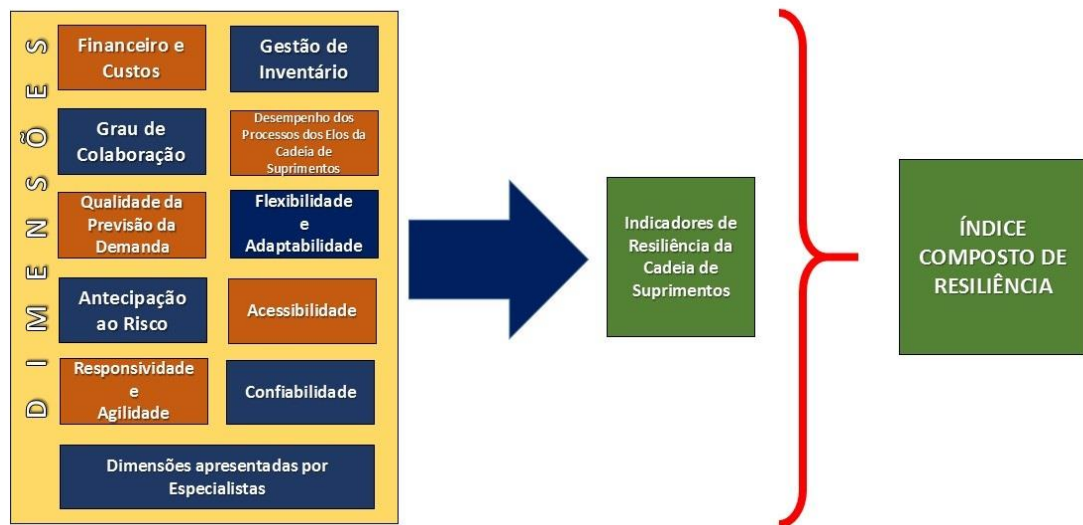 DIMENSÕES
Financeiro e
Custos
Gestão de
Inventário
Grau de
Colaboração
Desempenho dos
Processos dos Elos da
Cadeia de
Suprimentos
Qualidade da
Previsão da
Demanda
Flexibilidade
e
Adaptabilidade
Antecipação
ao Risco
Acessibilidade
Responsividade
e
Agilidade
Confiabilidade
Dimensões apresentadas por
Especialistas
Indicadores de
Resiliência da
Cadeia de
Suprimentos
ÍNDICE
COMPOSTO DE
RESILIÊNCIA